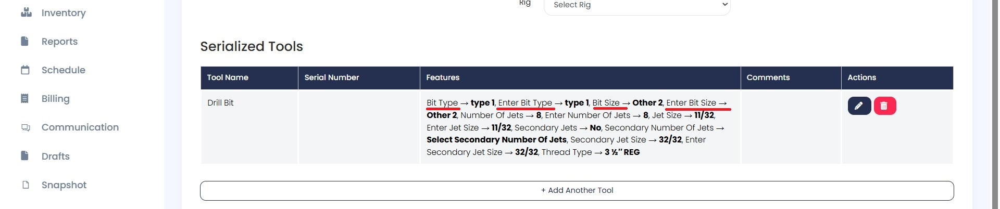 Inventory
Reports
Schedule
Billing
Communication
Drafts
Snapshot
Rig
Select Rig
Serialized Tools
Tool Name
Serial Number
Features
Comments
Actions
Drill Bit
Bit Type → type 1, Enter Bit Type → type 1, Bit Size → Other 2, Enter Bit Size →
Other 2, Number Of Jets → 8, Enter Number Of Jets → 8, Jet Size → 11/32,
Enter Jet Size → 11/32, Secondary Jets → No, Secondary Number Of Jets →
Select Secondary Number Of Jets, Secondary Jet Size → 32/32, Enter
Secondary Jet Size → 32/32, Thread Type → 3 ½″ REG
+ Add Another Tool